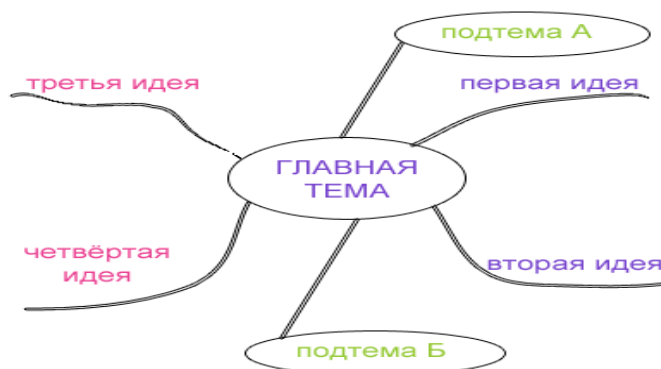 подтема А
третья идея
первая идея
ГЛАВНАЯ
ТЕМА
четвёртая
идея
вторая идея
подтема Б